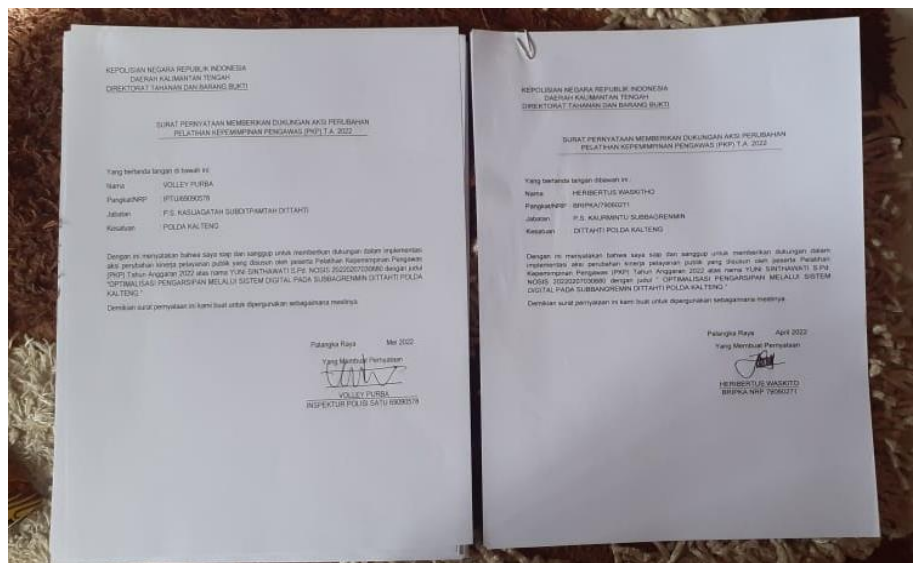 KEPOLISIAN NEGARA REPUBLIK INDONESIA
DAERAH KALIMANTAN TENGAH
DIREKTORAT TAHANAN DAN BARANG BUKTI
SURAT PERNYATAAN MEMBERIKAN DUKUNGAN AKSI PERUBAHAN
PELATIHAN KEPEMIMPINAN PENGAWAS (PKP) T.A. 2022
Yang bertanda tangan di bawah ini:
Nama VOLLEY PURBA
Pangkat/NRP IPTU/69090578
Jabatan P.S. KASUAGATAH SUBDITPAMTAH DITTAHTI
Kesatuan POLDA KALTENG
Dengan ini menyatakan bahwa saya siap dan sanggup untuk memberikan dukungan dalam implementasi
aksi perubahan kinerja pelayanan publik yang disusun oleh peserta Pelatihan Kepemimpinan Pengawas
(PKP) Tahun Anggaran 2022 atas nama YUNI SINTHAWATI S.Pd. NOSIS 20220207030680 dengan judul
"OPTIMALISASI PENGARSIPAN MELALUI SISTEM DIGITAL PADA SUBBAGRENMIN DITTAHTI POLDA
KALTENG."
Demikian surat pernyataan ini kami buat untuk dipergunakan sebagaimana mestinya.
Palangka Raya Mei 2022
Yang Membuat Pernyataan
VOLLEY PURBA
INSPEKTUR POLISI SATU 69090578
KEPOLISIAN NEGARA REPUBLIK INDONESIA
DAERAH KALIMANTAN TENGAH
DIREKTORAT TAHANAN DAN BARANG BUKTI
SURAT PERNYATAAN MEMBERIKAN DUKUNGAN AKSI PERUBAHAN
PELATIHAN KEPEMIMPINAN PENGAWAS (PKP) T.A. 2022
Yang bertanda tangan dibawah ini :
Nama HERIBERTUS WASKITHO
Pangkat/NRP BRIPKA/79060271
Jabatan P.S. KAURMINTU SUBBAGRENMIN
Kesatuan DITTAHTI POLDA KALTENG
Dengan ini menyatakan bahwa saya siap dan sanggup untuk memberikan dukungan dalam
implementasi aksi perubahan kinerja pelayanan publik yang disusun oleh peserta Pelatihan
Kepemimpinan Pengawas (PKP) Tahun Anggaran 2022 atas nama YUNI SINTHAWATI S.Pd.
NOSIS 20220207030680 dengan judul " OPTIMALISASI PENGARSIPAN MELALUI SISTEM
DIGITAL PADA SUBBANGREMIN DITTAHTI POLDA KALTENG."
Demikian surat pernyataan ini kami buat untuk dipergunakan sebagaimana mestinya.
Palangka Raya April 2022
Yang Membuat Pernyataan
HERIBERTUS WASKITO
BRIPKA NRP 79060271